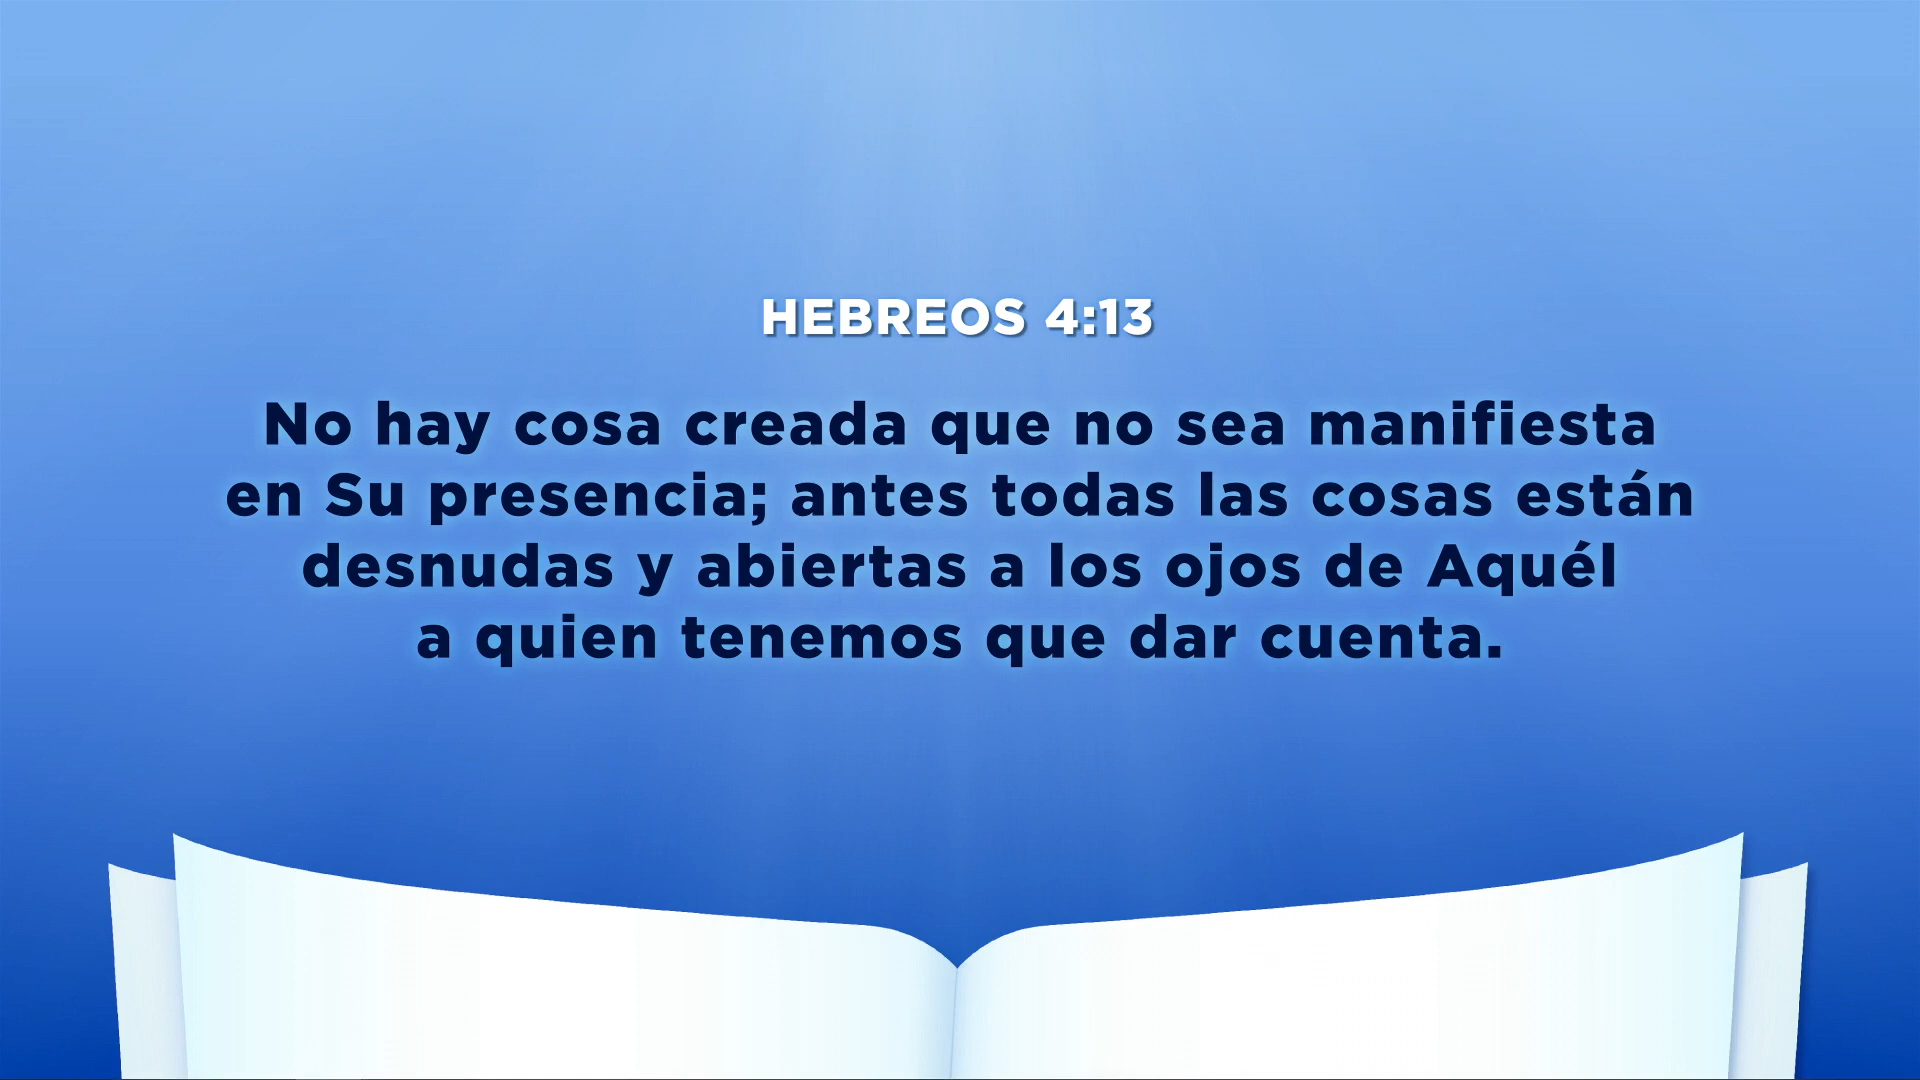 HEBREOS 4:13
No hay cosa creada que no sea manifiesta
en Su presencia; antes todas las cosas están
desnudas y abiertas a los ojos de Aquél
a quien tenemos que dar cuenta.